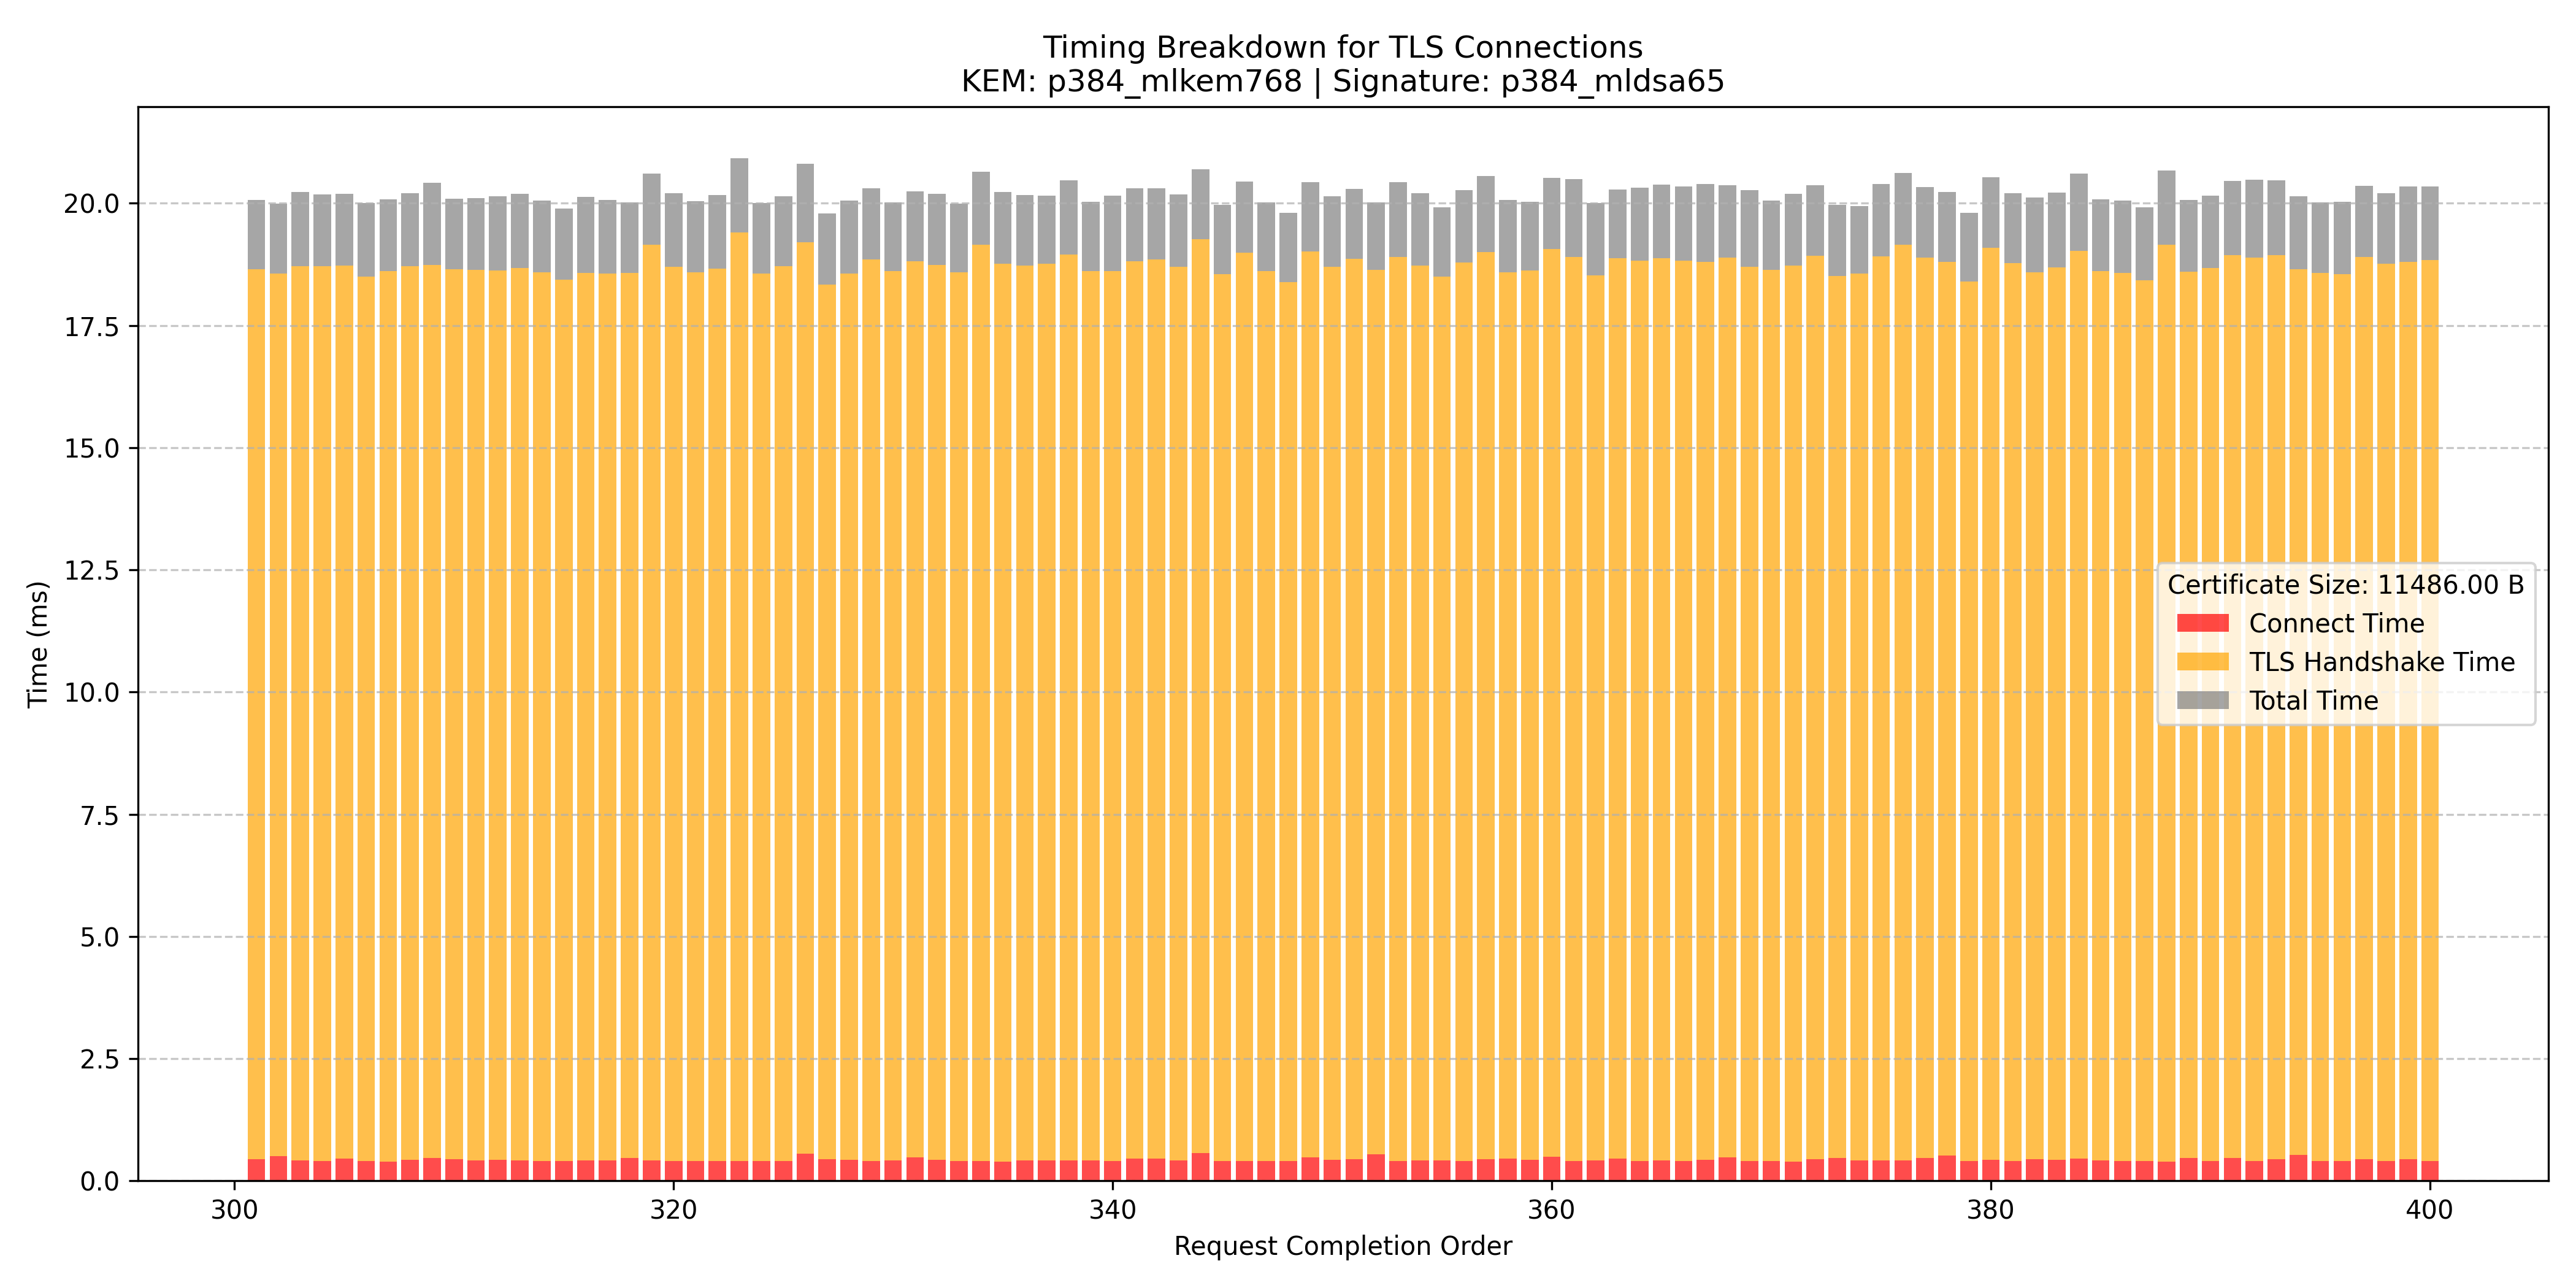 Timing Breakdown for TLS Connections
KEM: p384_mlkem768 | Signature: p384_mldsa65
Time (ms)
20.0
17.5
15.0
12.5
10.0
7.5
5.0
2.5
0.0
Certificate Size: 11486.00 B
Connect Time
TLS Handshake Time
Total Time
300 320 340 360 380 400
Request Completion Order